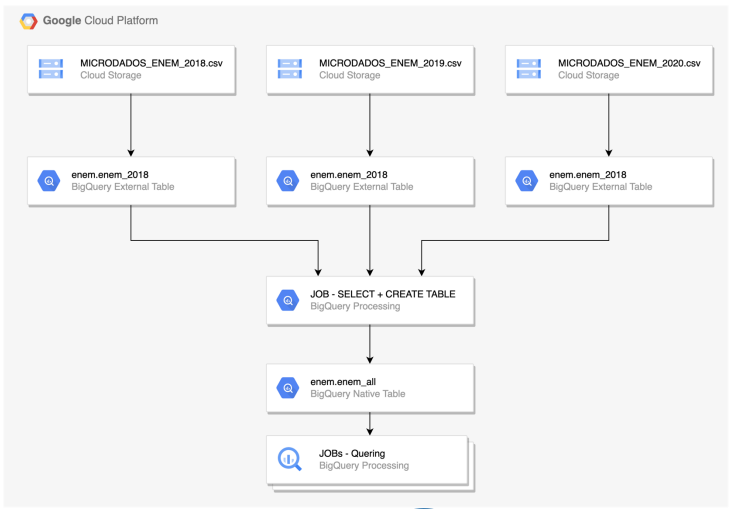 Google Cloud Platform
MICRODADOS_ENEM_2018.csv
Cloud Storage
MICRODADOS_ENEM_2019.csv
Cloud Storage
MICRODADOS_ENEM_2020.csv
Cloud Storage
enem.enem_2018
BigQuery External Table
enem.enem_2018
BigQuery External Table
enem.enem_2018
BigQuery External Table
JOB - SELECT + CREATE TABLE
BigQuery Processing
enem.enem_all
BigQuery Native Table
JOBs - Quering
BigQuery Processing